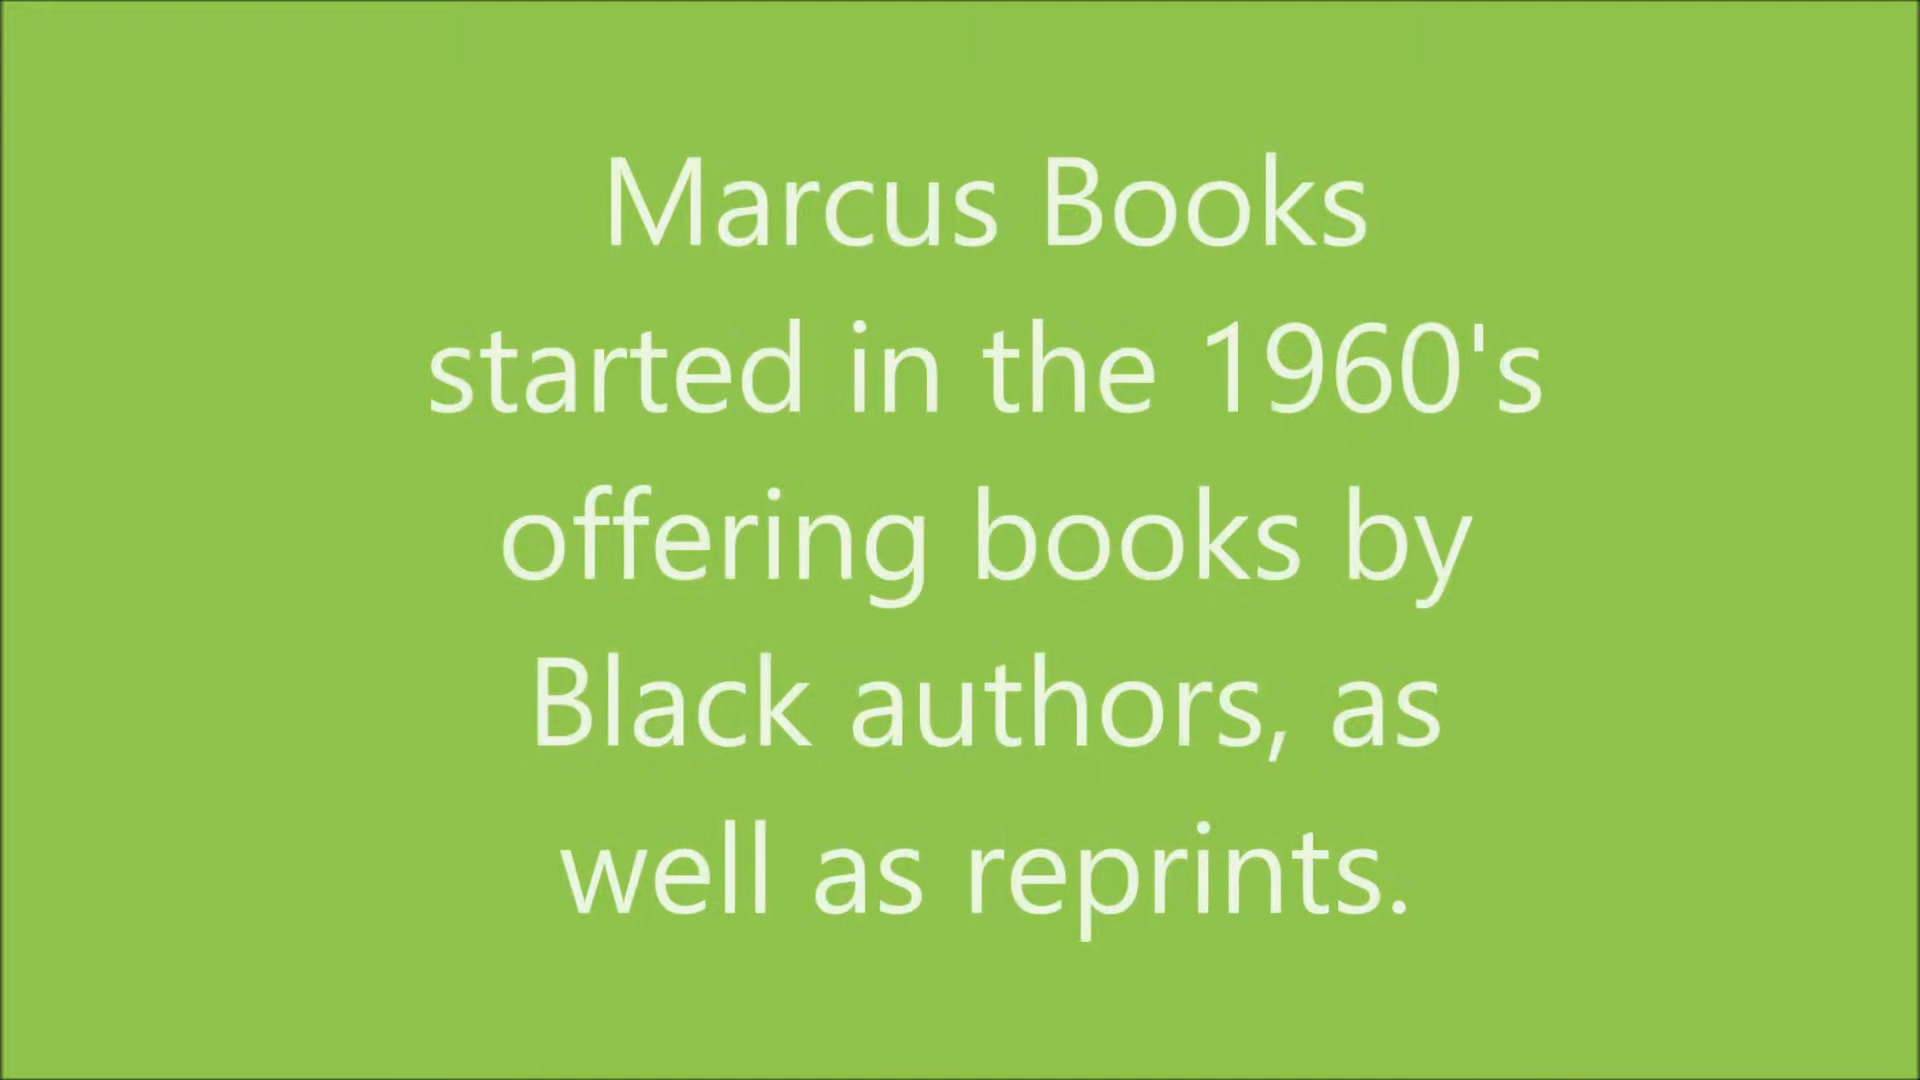 Marcus Books
started in the 1960's
offering books by
Black authors, as
well as reprints.